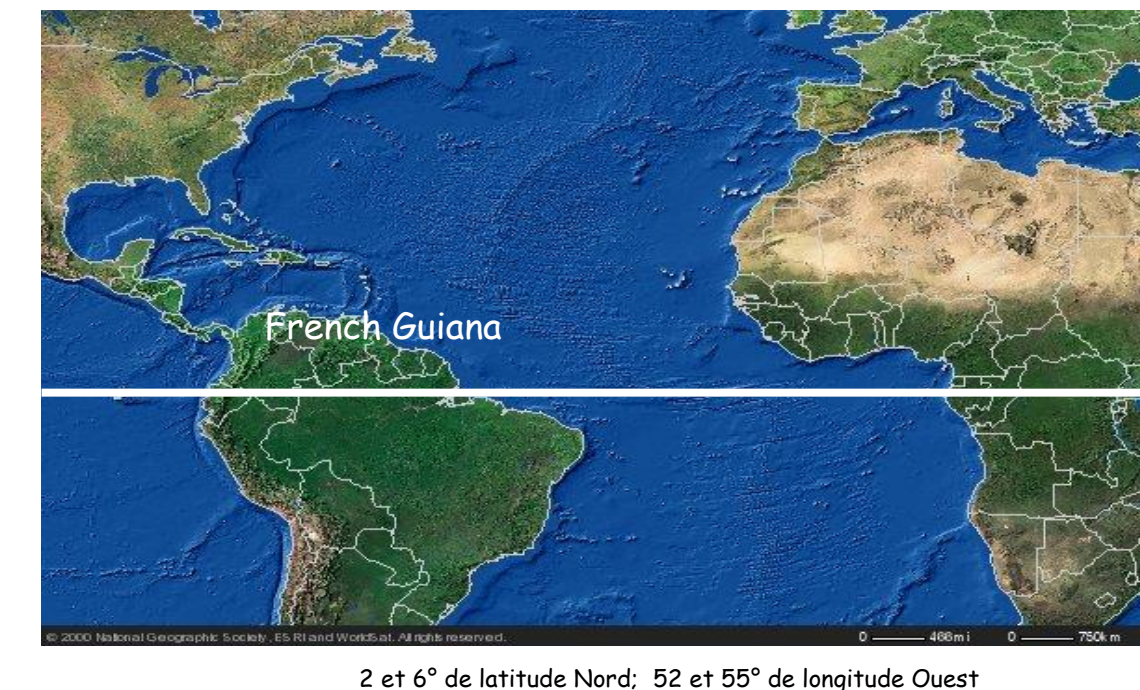 French Guiana
© 2000 National Geographic Society, ESRI and WorldSat. All rights reserved.
0 466mi 0 750km
2 et 6° de latitude Nord; 52 et 55° de longitude Ouest